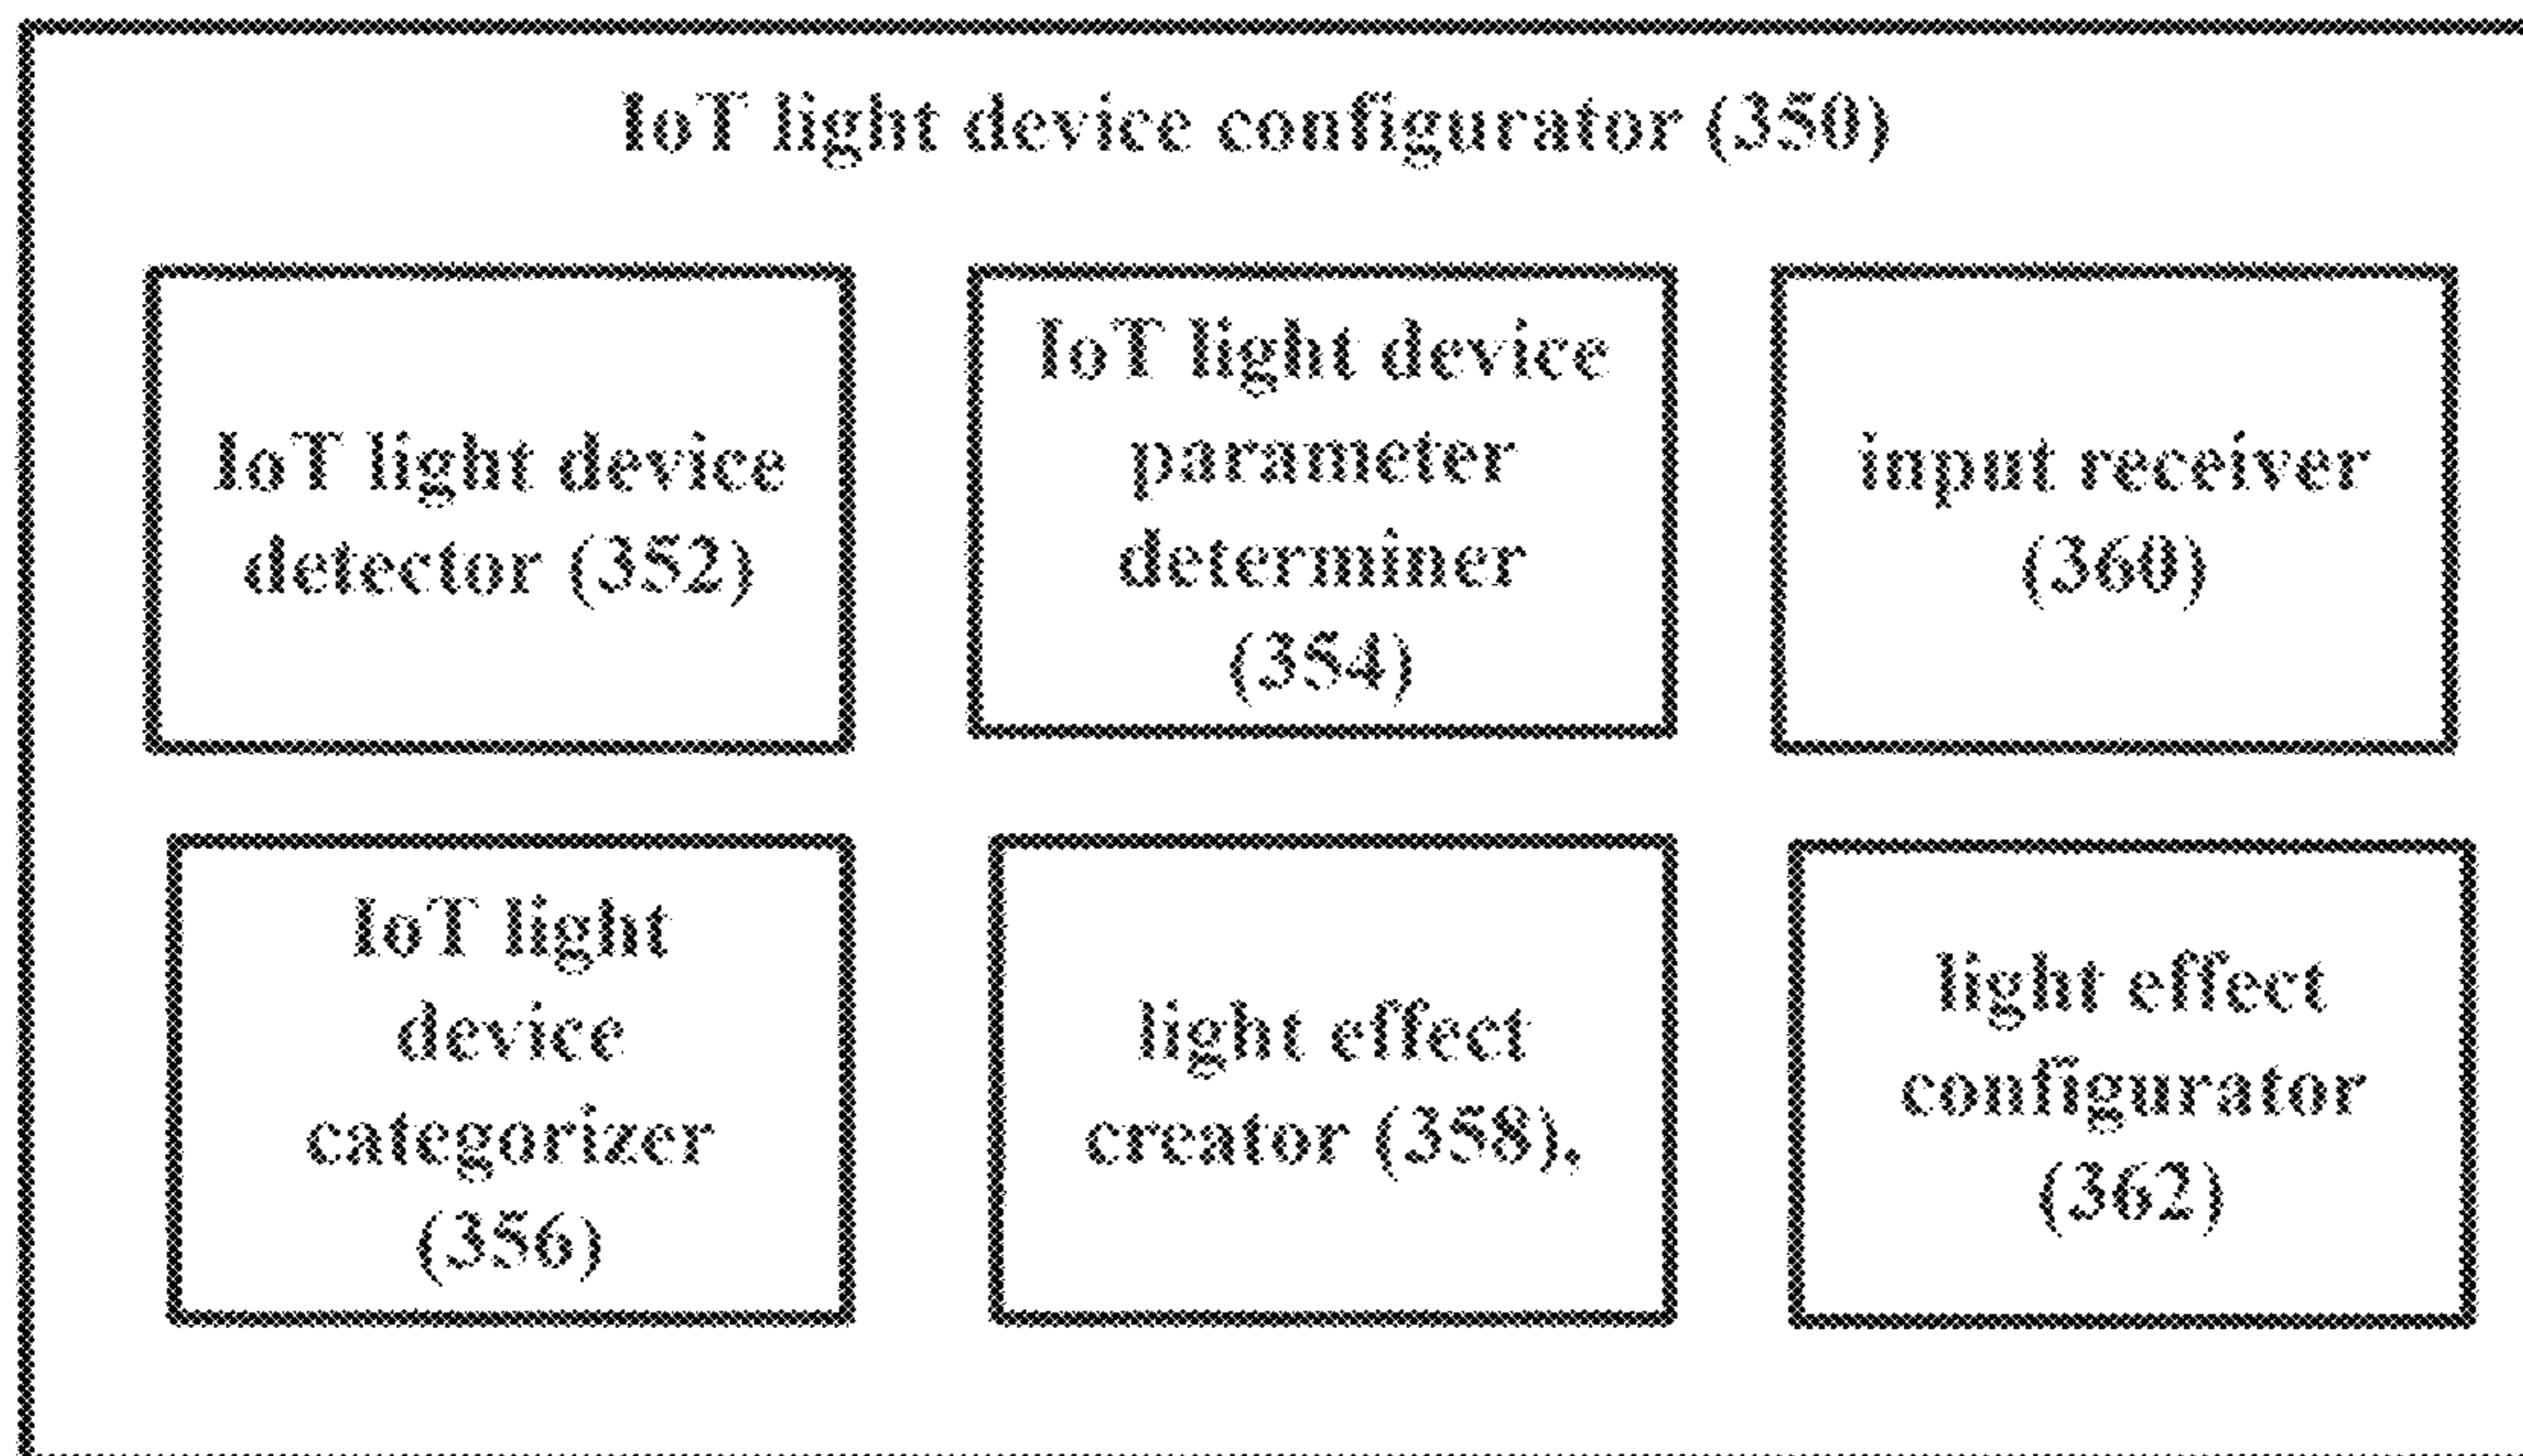 IoT light device configurator (350)
IoT light device
detector (352)
IoT light device
parameter
determiner
(354)
input receiver
(360)
IoT light
device
categorizer
(356)
light effect
creator (358),
light effect
configurator
(362)